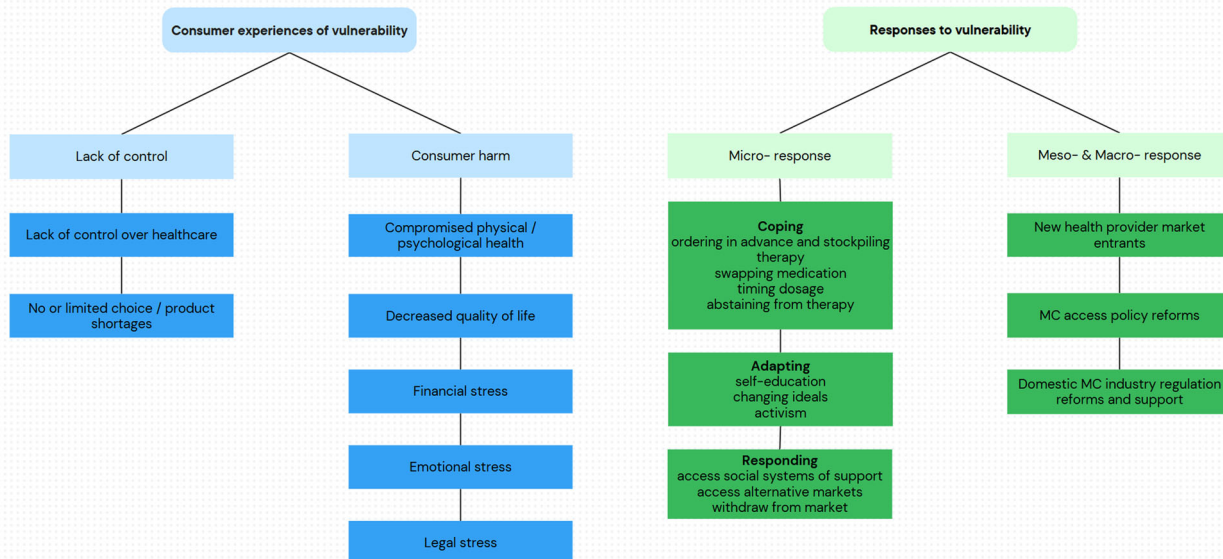 Consumer experiences of vulnerability
Lack of control
Lack of control over healthcare
No or limited choice / product
shortages
Consumer harm
Compromised physical /
psychological health
Decreased quality of life
Financial stress
Emotional stress
Legal stress
Responses to vulnerability
Micro- response
Coping
ordering in advance and stockpiling
therapy
swapping medication
timing dosage
abstaining from therapy
Adapting
self-education
changing ideals
activism
Responding
access social systems of support
access alternative markets
withdraw from market
Meso- & Macro- response
New health provider market
entrants
MC access policy reforms
Domestic MC industry regulation
reforms and support